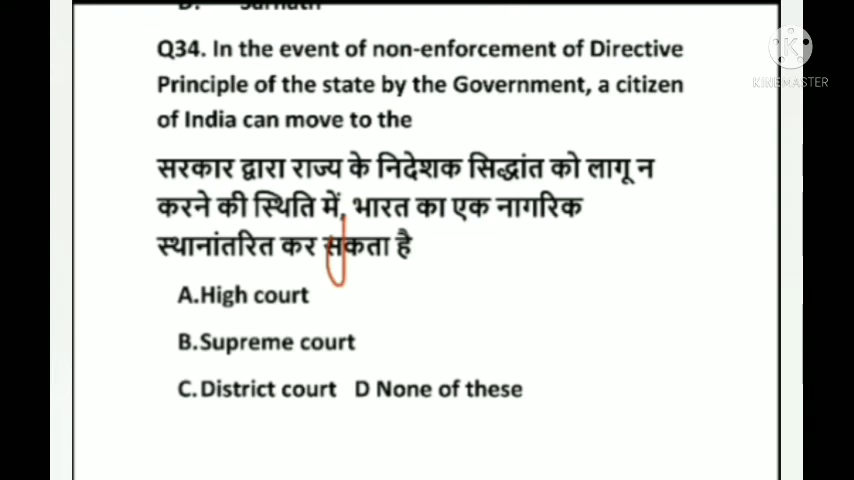 Q34. In the event of non-enforcement of Directive
Principle of the state by the Government, a citizen
of India can move to the
सरकार द्वारा राज्य के निदेशक सिद्धांत को लागू न
करने की स्थिति में, भारत का एक नागरिक
स्थानांतरित कर सकता है
A.High court
B.Supreme court
C.District court D None of these
K
KINEMASTER